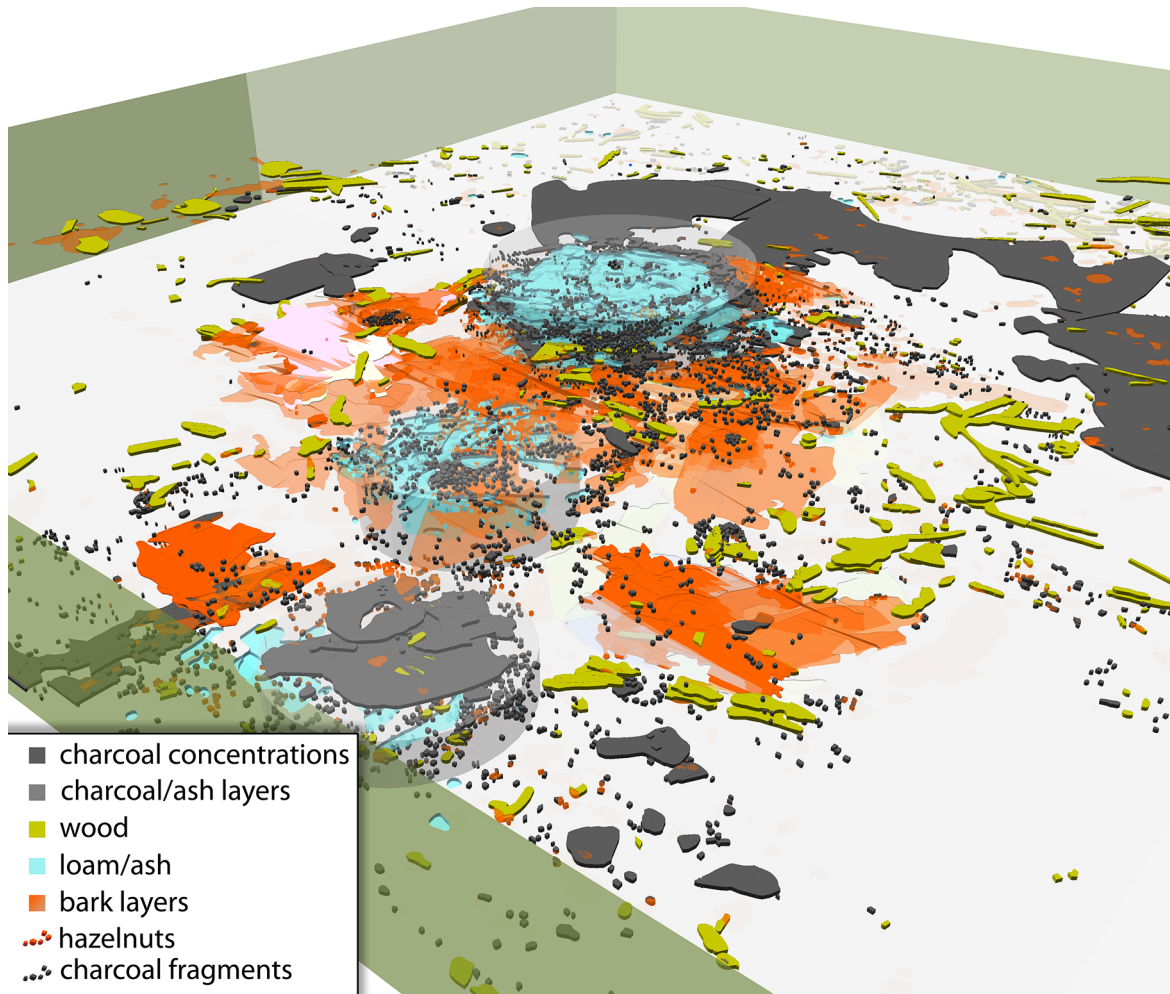 charcoal concentrations
charcoal/ash layers
wood
loam/ash
bark layers
hazelnuts
charcoal fragments